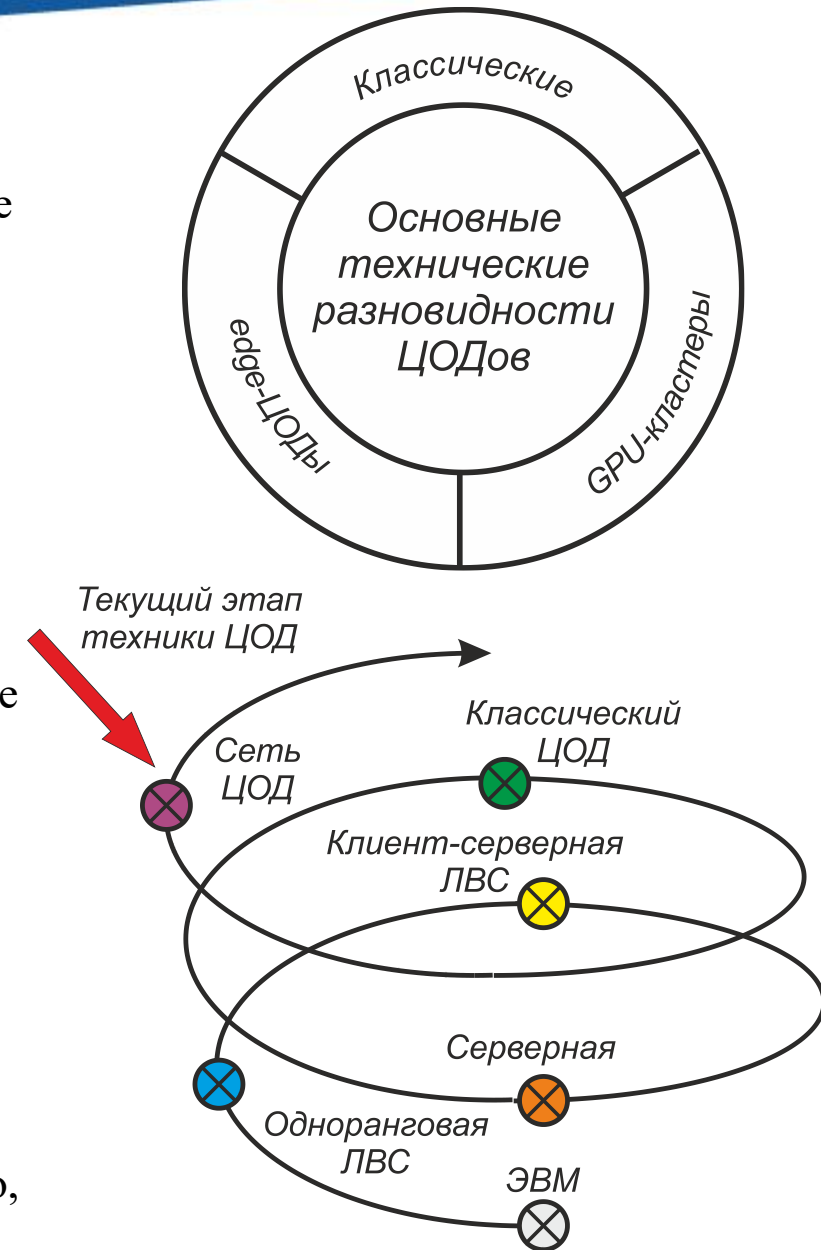 Классические
Основные
технические
разновидности
ЦОДов
edge-ЦОДы
GPU-кластеры
е
Текущий этап
техники ЦОД
е
Сеть
ЦОД
Классический
ЦОД
Клиент-серверная
ЛВС
Серверная
Одноранговая
ЛВС
ЭВМ
о,